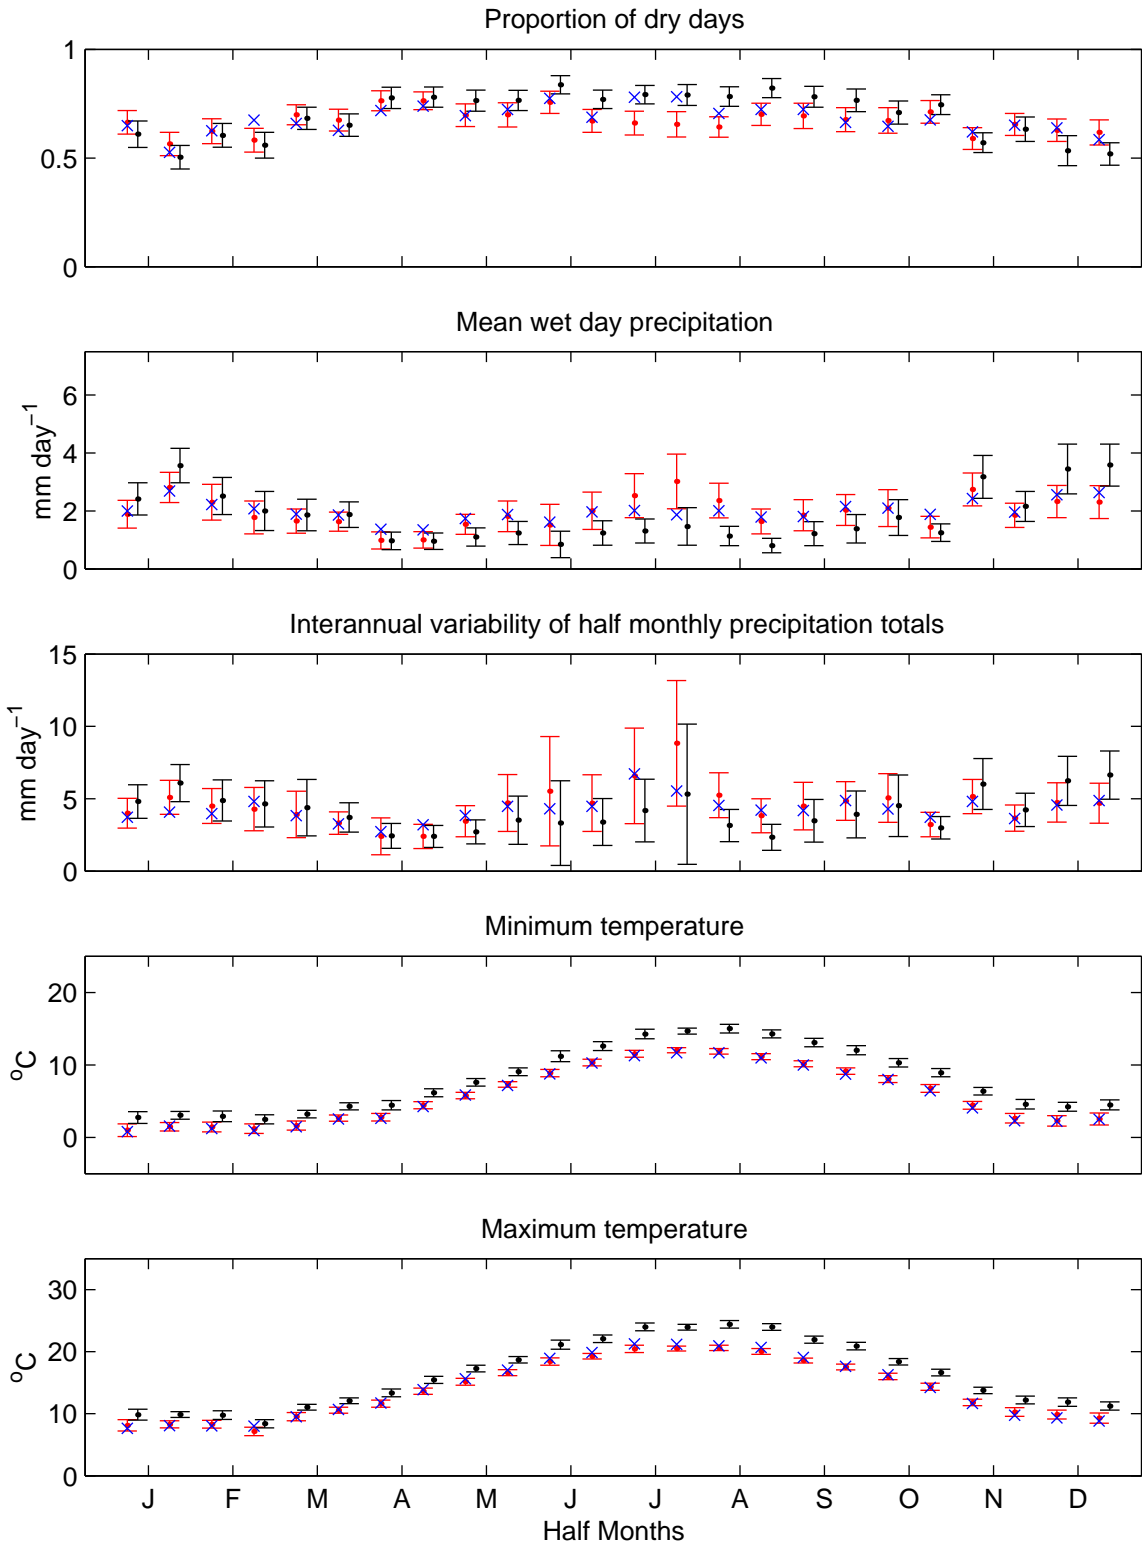 Proportion of dry days
1
0.5
0
Mean wet day precipitation
mm day⁻¹
6
4
2
0
Interannual variability of half monthly precipitation totals
mm day⁻¹
15
10
5
0
Minimum temperature
°C
20
10
0
Maximum temperature
°C
30
20
10
0
J F M A M J J A S O N D
Half Months